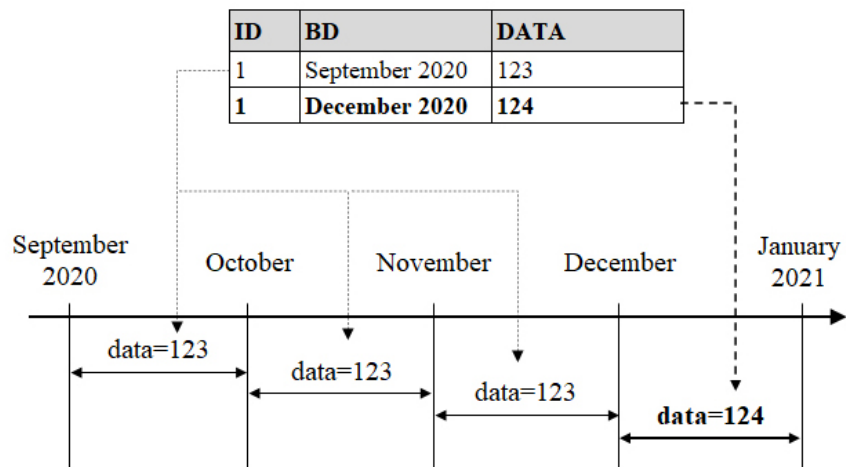 ID BD DATA
1 September 2020 123
1 December 2020 124
September
2020
October
November
December
January
2021
data=123
data=123
data=123
data=124